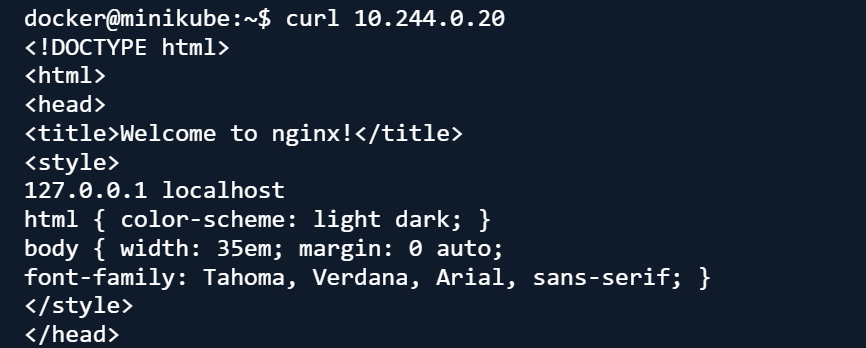 docker@minikube:~$ curl 10.244.0.20
<!DOCTYPE html>
<html>
<head>
<title>Welcome to nginx!</title>
<style>
127.0.0.1 localhost
html { color-scheme: light dark; }
body { width: 35em; margin: 0 auto;
font-family: Tahoma, Verdana, Arial, sans-serif; }
</style>
</head>